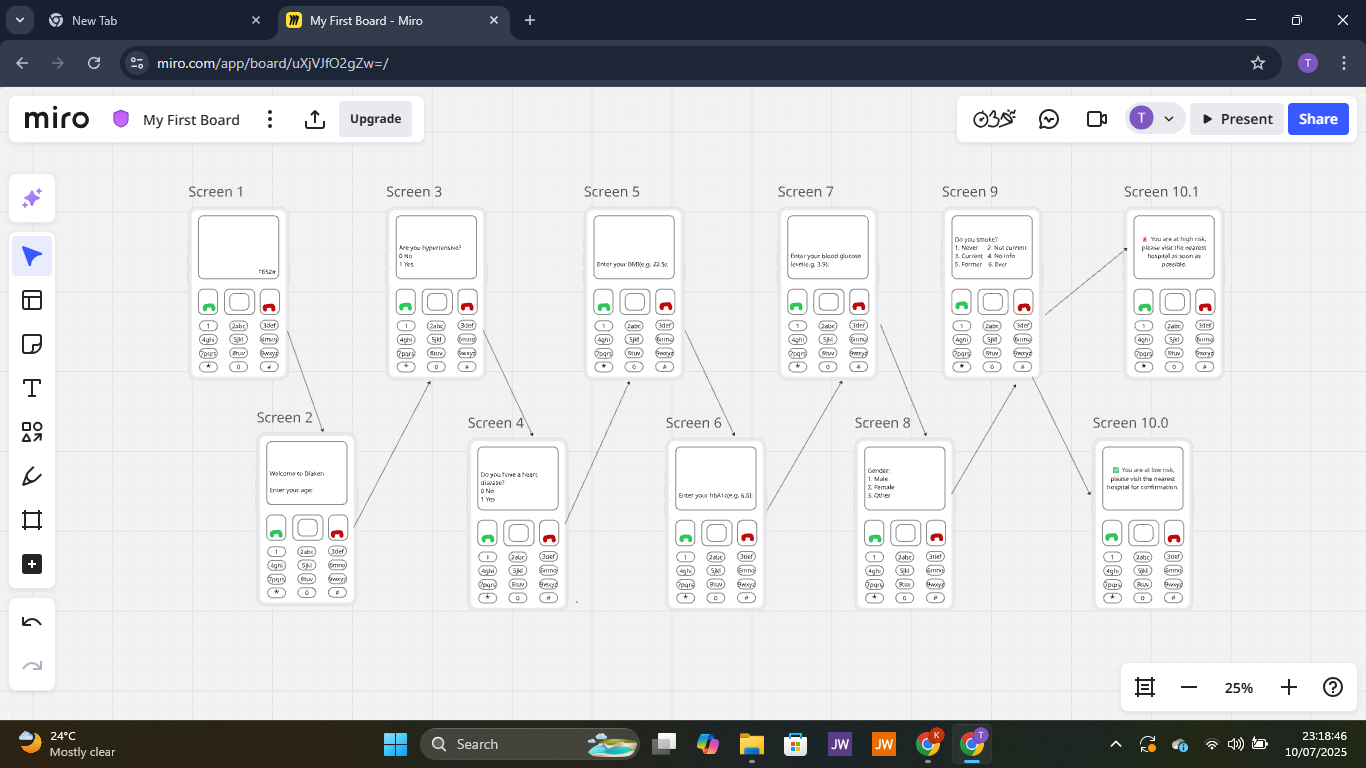 New Tab
My First Board - Miro
miro.com/app/board/uXjVJfO2gZw=/
T
miro
My First Board
Upgrade
T
Present
Share
Screen 1
Screen 3
Screen 5
Screen 7
Screen 9
Screen 10.1
*652#
Are you hypertensive?
0 No
1 Yes
Enter your BMI(e.g. 22.5):
Enter your blood glucose
level(e.g. 3.9):
Do you smoke?
1. Never 2. Not current
3. Current 4. No Info
5. Former 6. Ever
You are at high risk,
please visit the nearest
hospital as soon as
possible.
1 2abc 3def
4ghi 5jkl 6mno
7pqrs 8tuv 9wxyz
* 0 #
1 2abc 3def
4ghi 5jkl 6mno
7pqrs 8tuv 9wxyz
* 0 #
1 2abc 3def
4ghi 5jkl 6mno
7pqrs 8tuv 9wxyz
* 0 #
1 2abc 3def
4ghi 5jkl 6mno
7pqrs 8tuv 9wxyz
* 0 #
1 2abc 3def
4ghi 5jkl 6mno
7pqrs 8tuv 9wxyz
* 0 #
1 2abc 3def
4ghi 5jkl 6mno
7pqrs 8tuv 9wxyz
* 0 #
Screen 2
Screen 4
Screen 6
Screen 8
Screen 10.0
Welcome to Diaken
Enter your age:
Do you have a heart
disease?
0 No
1 Yes
Enter your hbA1c(e.g. 6.6):
Gender:
1. Male
2. Female
3. Other
You are at low risk,
please visit the nearest
hospital for confirmation.
1 2abc 3def
4ghi 5jkl 6mno
7pqrs 8tuv 9wxyz
* 0 #
1 2abc 3def
4ghi 5jkl 6mno
7pqrs 8tuv 9wxyz
* 0 #
1 2abc 3def
4ghi 5jkl 6mno
7pqrs 8tuv 9wxyz
* 0 #
1 2abc 3def
4ghi 5jkl 6mno
7pqrs 8tuv 9wxyz
* 0 #
1 2abc 3def
4ghi 5jkl 6mno
7pqrs 8tuv 9wxyz
* 0 #
25%
24°C
Mostly clear
Search
JW
JW
K
T
23:18:46
10/07/2025